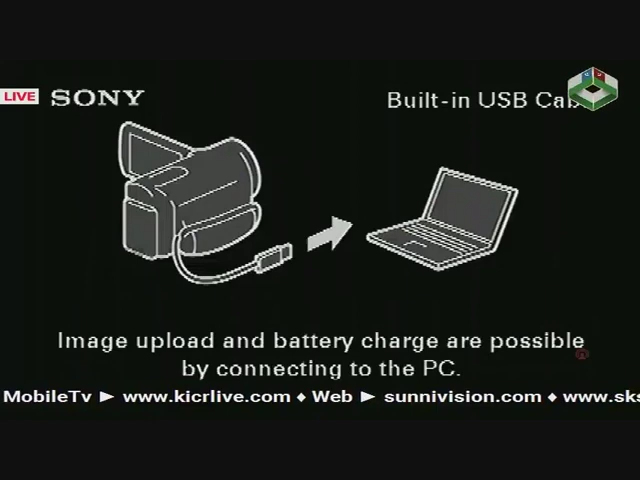 LIVE SONY
Built-in USB
Image upload and battery charge are possible
by connecting to the PC.
MobileTv ► www.kicrlive.com ♦ Web ► sunnivision.com ♦ www.sks